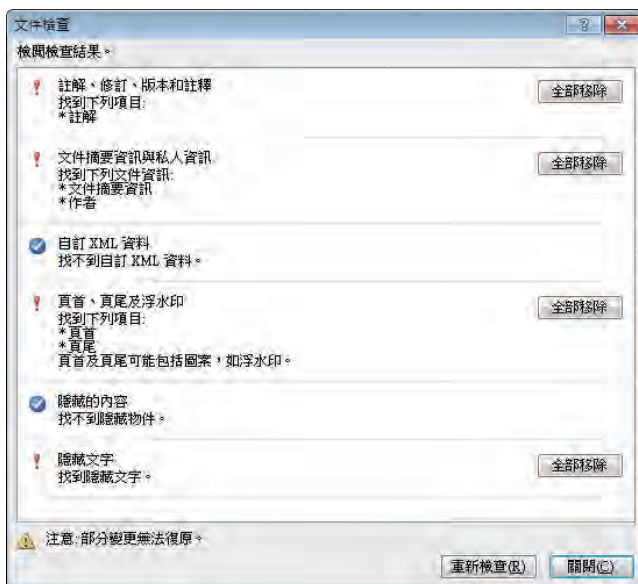 文件檢查
檢閱檢查結果。
註解、修訂、版本和註釋
全部移除
找到下列項目:
*註解
文件摘要資訊與私人資訊
全部移除
找到下列文件資訊:
*文件摘要資訊
*作者
自訂 XML 資料
找不到自訂 XML 資料。
頁首、頁尾及浮水印
全部移除
找到下列項目:
*頁首
*頁尾
頁首及頁尾可能包括圖案，如浮水印。
隱藏的內容
找不到隱藏物件。
隱藏文字
全部移除
找到隱藏文字。
注意:部分變更無法復原。
重新檢查(R)
關閉(C)